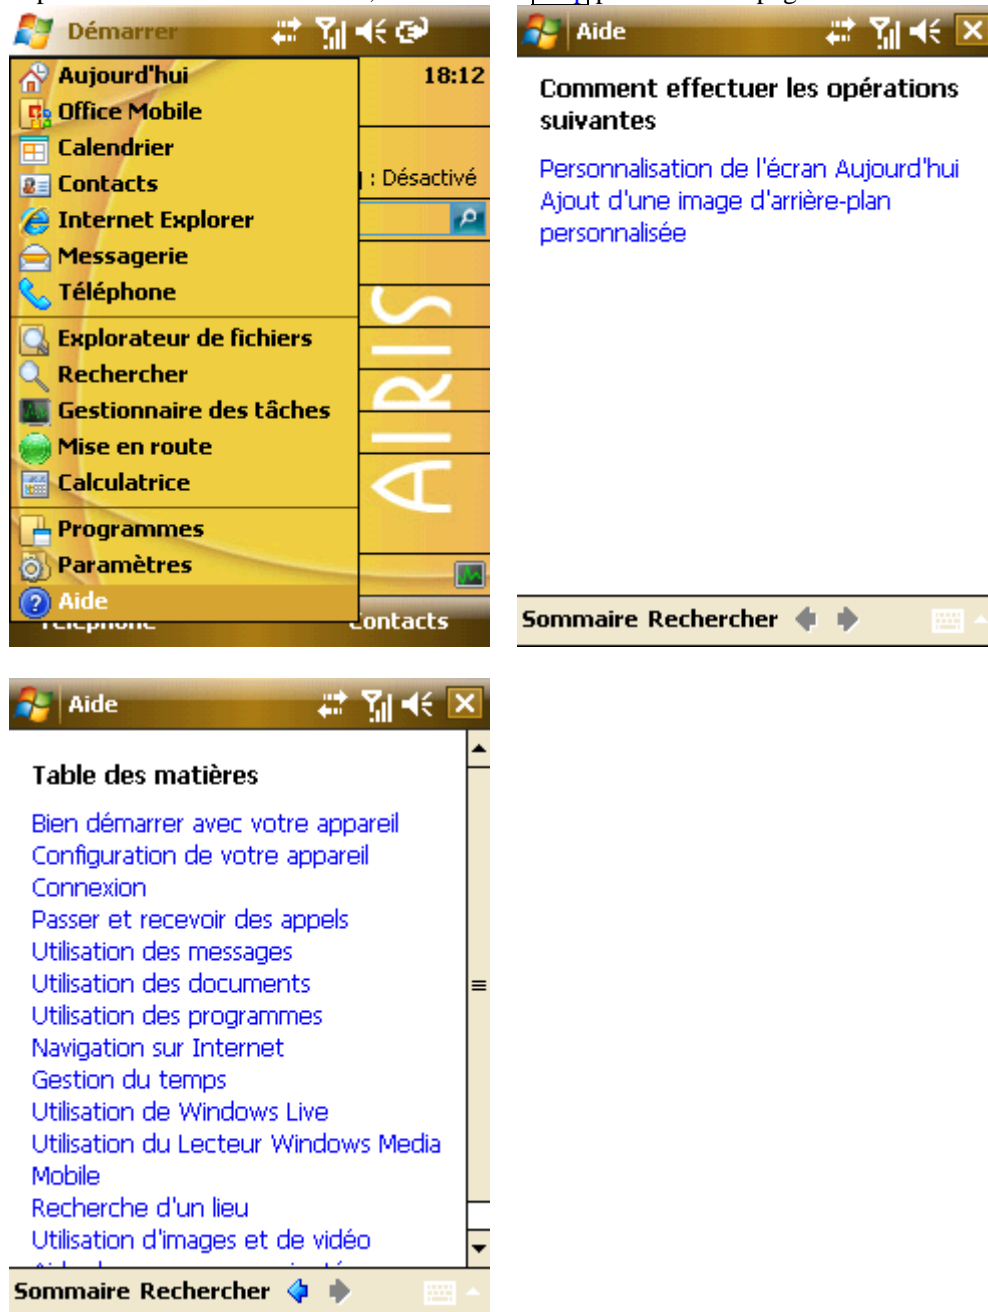 Démarrer
Aujourd'hui
18:12
Office Mobile
Calendrier
Contacts
: Désactivé
Internet Explorer
Messagerie
Téléphone
Explorateur de fichiers
Rechercher
Gestionnaire des tâches
Mise en route
Calculatrice
Programmes
Paramètres
Aide
Téléphone
Contacts
AIRIS
Aide
Comment effectuer les opérations
suivantes
Personnalisation de l'écran Aujourd'hui
Ajout d'une image d'arrière-plan
personnalisée
Sommaire Rechercher
Aide
Table des matières
Bien démarrer avec votre appareil
Configuration de votre appareil
Connexion
Passer et recevoir des appels
Utilisation des messages
Utilisation des documents
Utilisation des programmes
Navigation sur Internet
Gestion du temps
Utilisation de Windows Live
Utilisation du Lecteur Windows Media
Mobile
Recherche d'un lieu
Utilisation d'images et de vidéo
Sommaire Rechercher